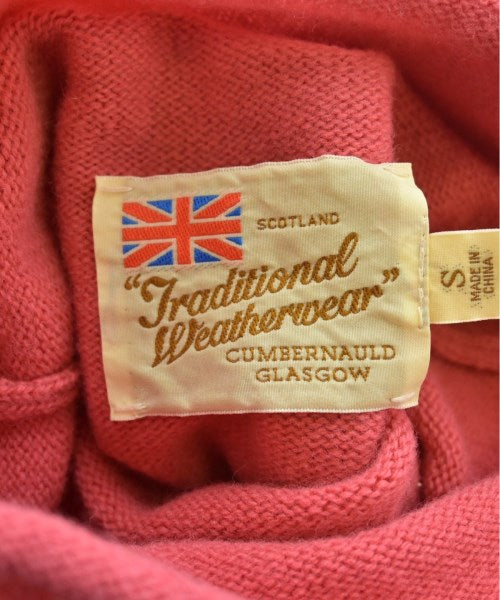 SCOTLAND
"Traditional
Weatherwear"
CUMBERNAULD
GLASGOW
S
MADE IN
CHINA